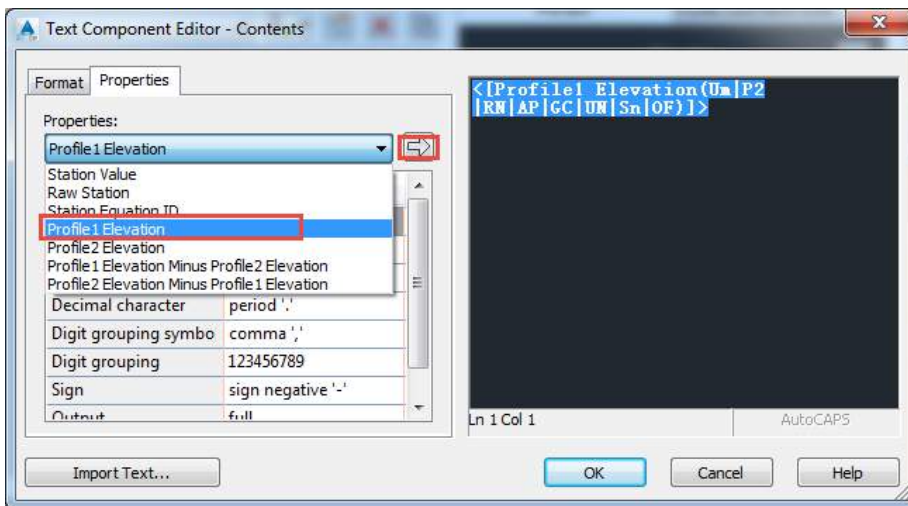 Text Component Editor - Contents
Format Properties
Properties:
Profile1 Elevation
Station Value
Raw Station
Station Equation ID
Profile1 Elevation
Profile2 Elevation
Profile1 Elevation Minus Profile2 Elevation
Profile2 Elevation Minus Profile1 Elevation
Decimal character period '.'
Digit grouping symbo comma ','
Digit grouping 123456789
Sign sign negative '-'
Output full
<[Profile1 Elevation(Um|P2
|RN|AP|GC|UN|Sn|OF)]>
Ln 1 Col 1 AutoCAPS
Import Text... OK Cancel Help